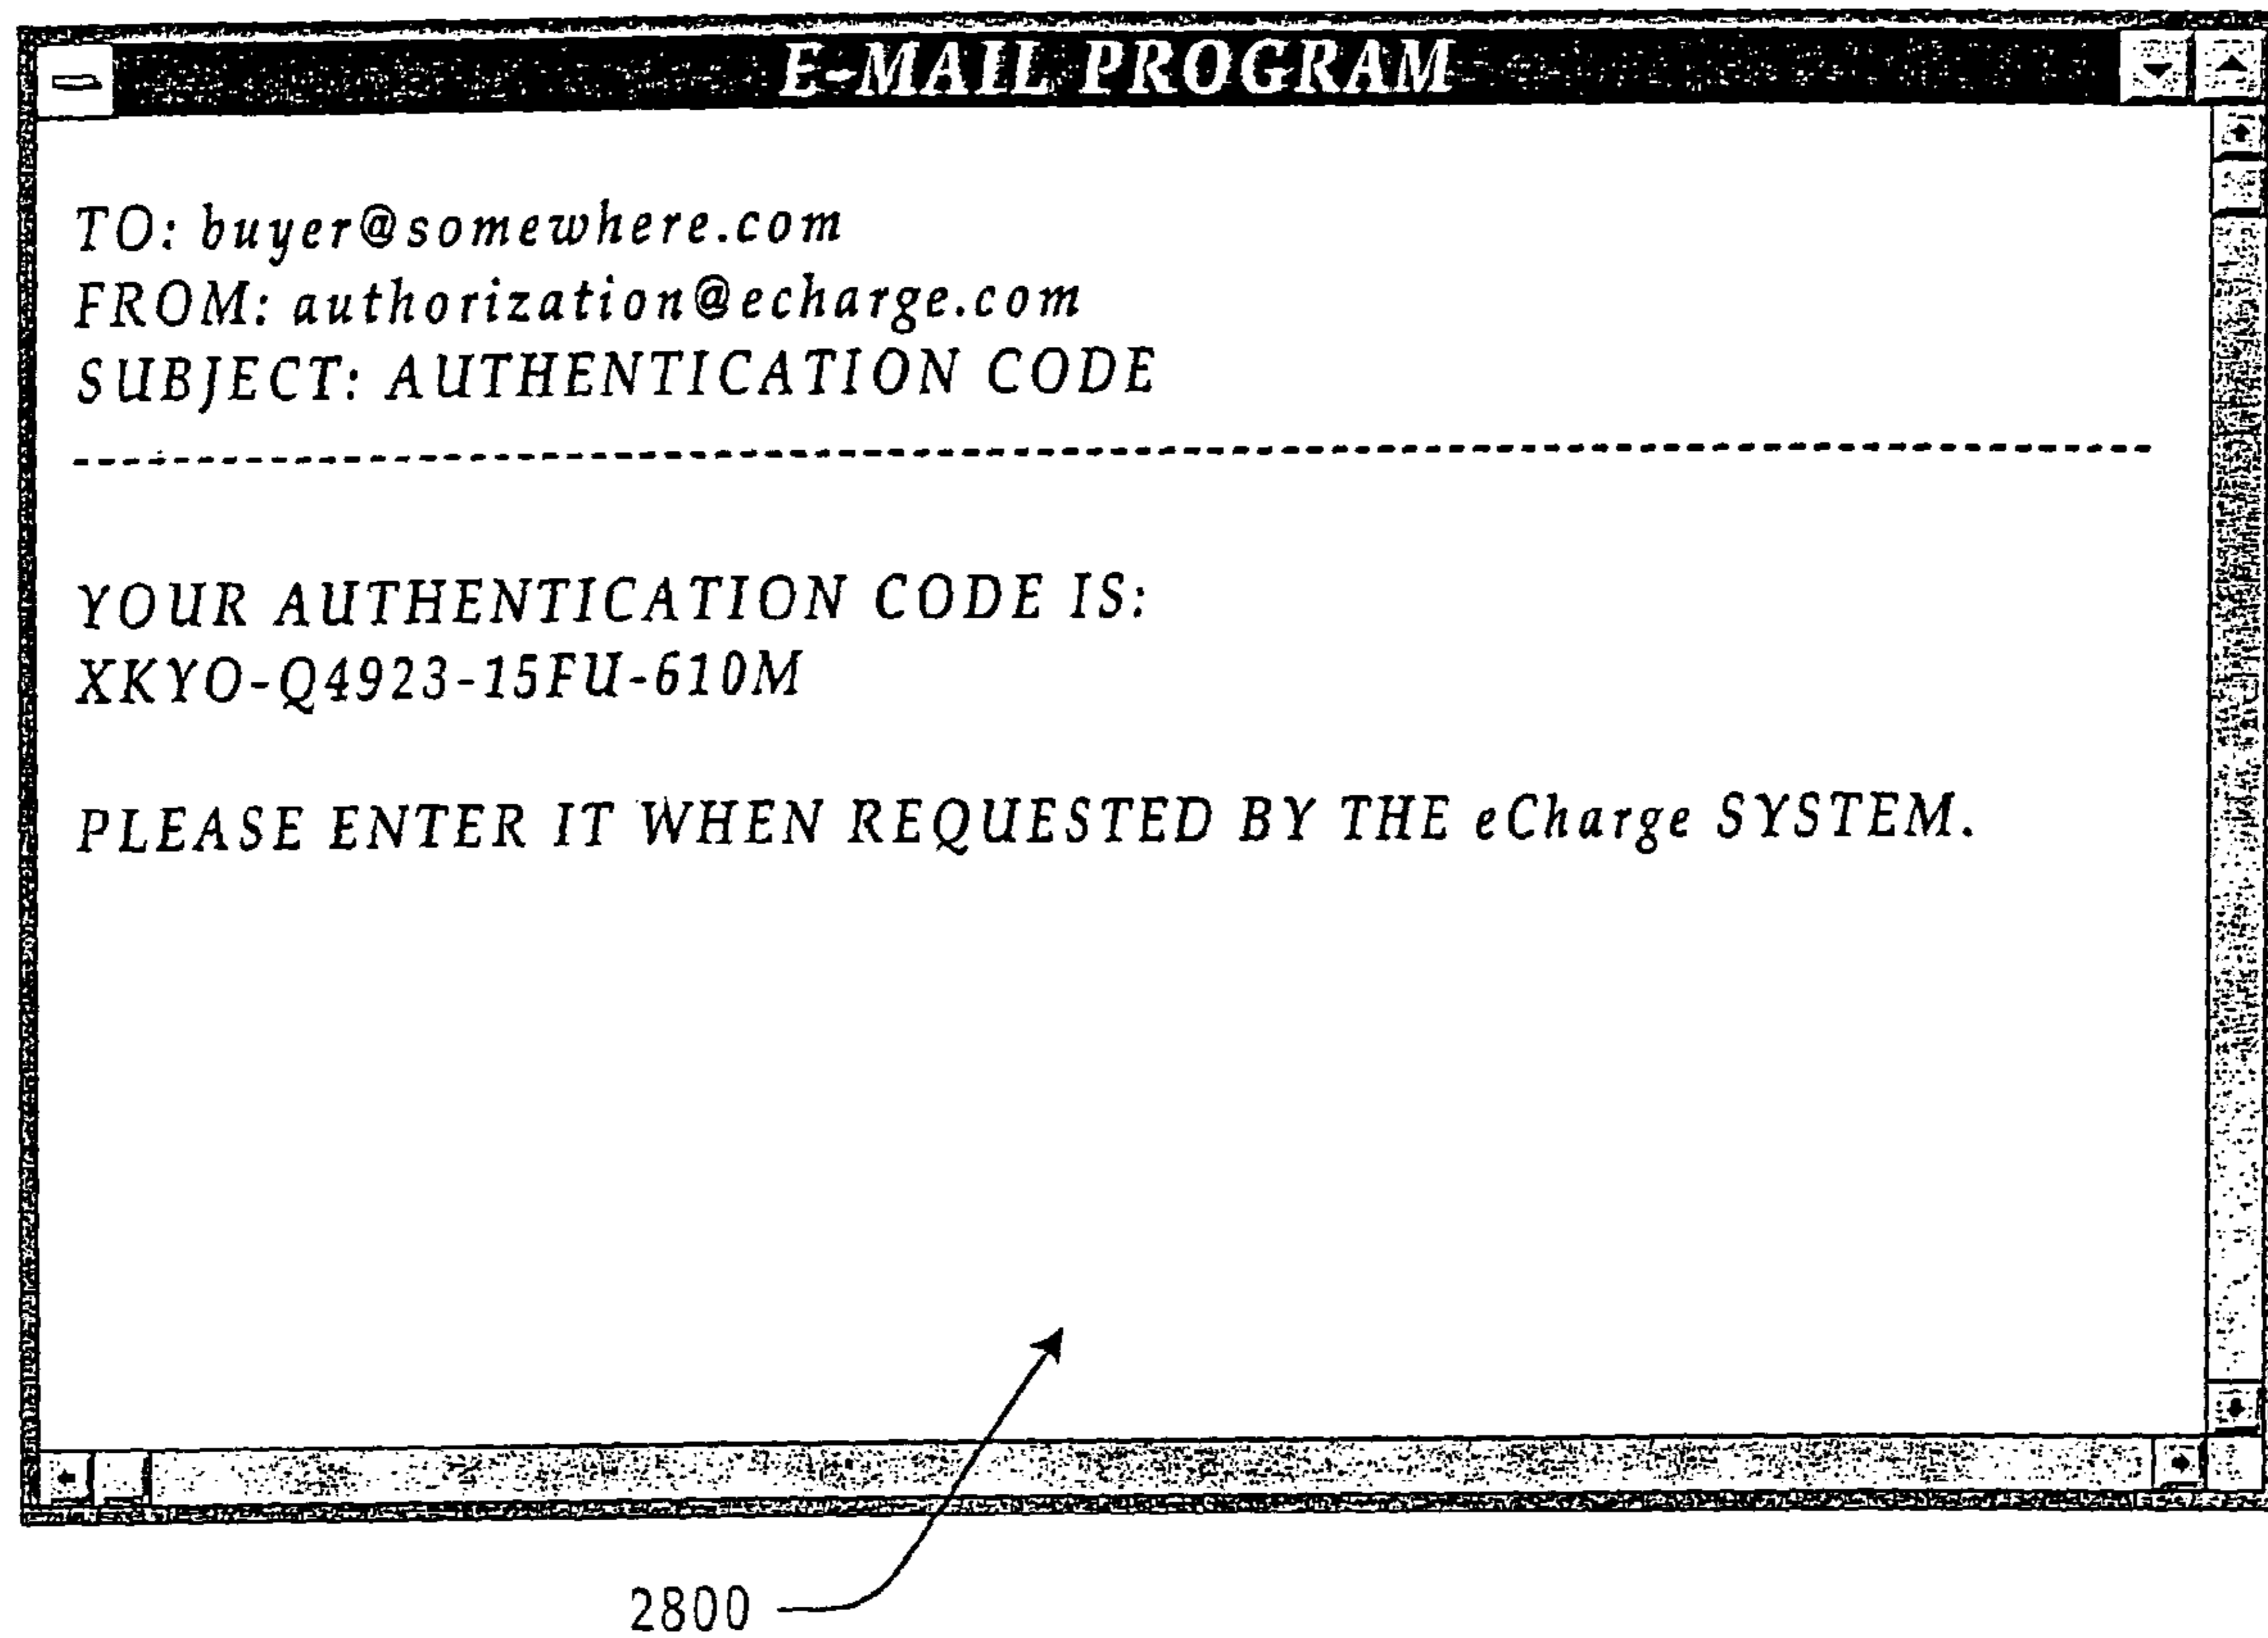 E-MAIL PROGRAM
TO: buyer@somewhere.com
FROM: authorization@echarge.com
SUBJECT: AUTHENTICATION CODE
YOUR AUTHENTICATION CODE IS:
XKYO-Q4923-15FU-610M
PLEASE ENTER IT WHEN REQUESTED BY THE eCharge SYSTEM.
2800